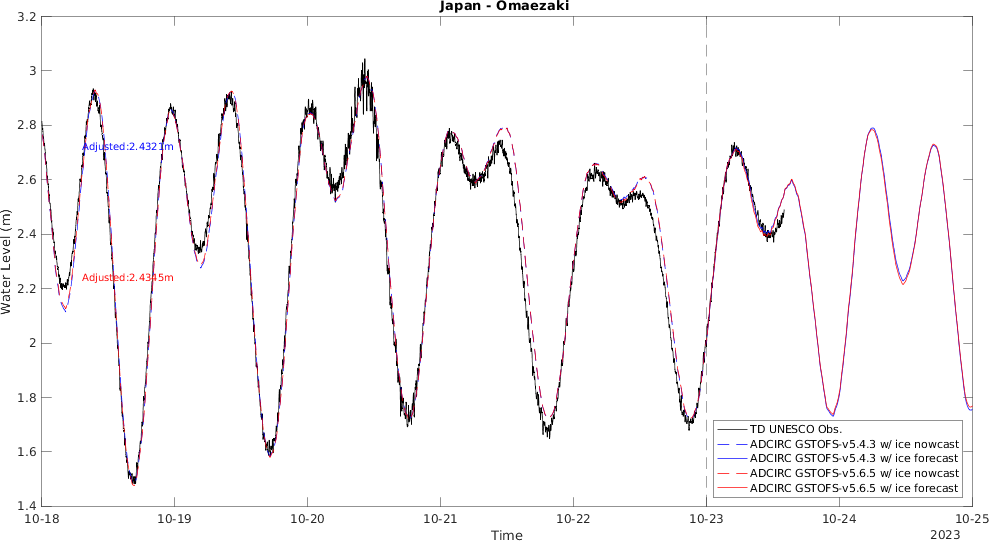 Japan - Omaezaki
3.2
3
2.8
2.6
2.4
2.2
2
1.8
1.6
1.4
Water Level (m)
Adjusted:2.4321m
Adjusted:2.4345m
TD UNESCO Obs.
ADCIRC GSTOFS-v5.4.3 w/ ice nowcast
ADCIRC GSTOFS-v5.4.3 w/ ice forecast
ADCIRC GSTOFS-v5.6.5 w/ ice nowcast
ADCIRC GSTOFS-v5.6.5 w/ ice forecast
10-18 10-19 10-20 10-21 10-22 10-23 10-24 10-25
Time
2023